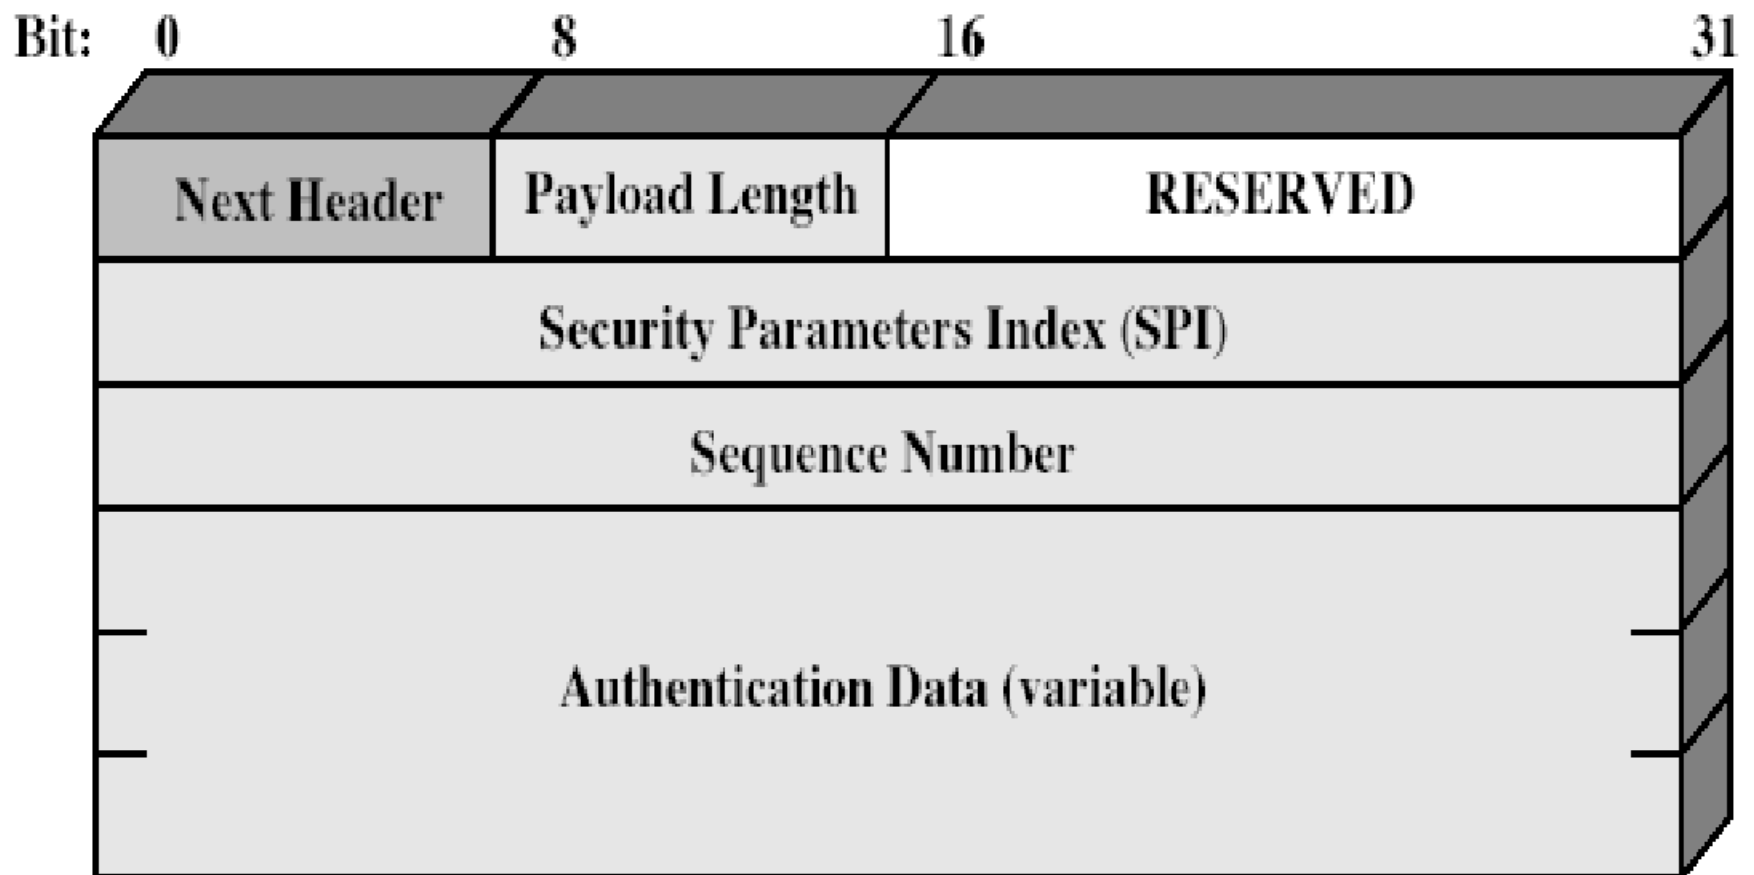 Bit: 0 8 16 31
Next Header Payload Length RESERVED
Security Parameters Index (SPI)
Sequence Number
Authentication Data (variable)